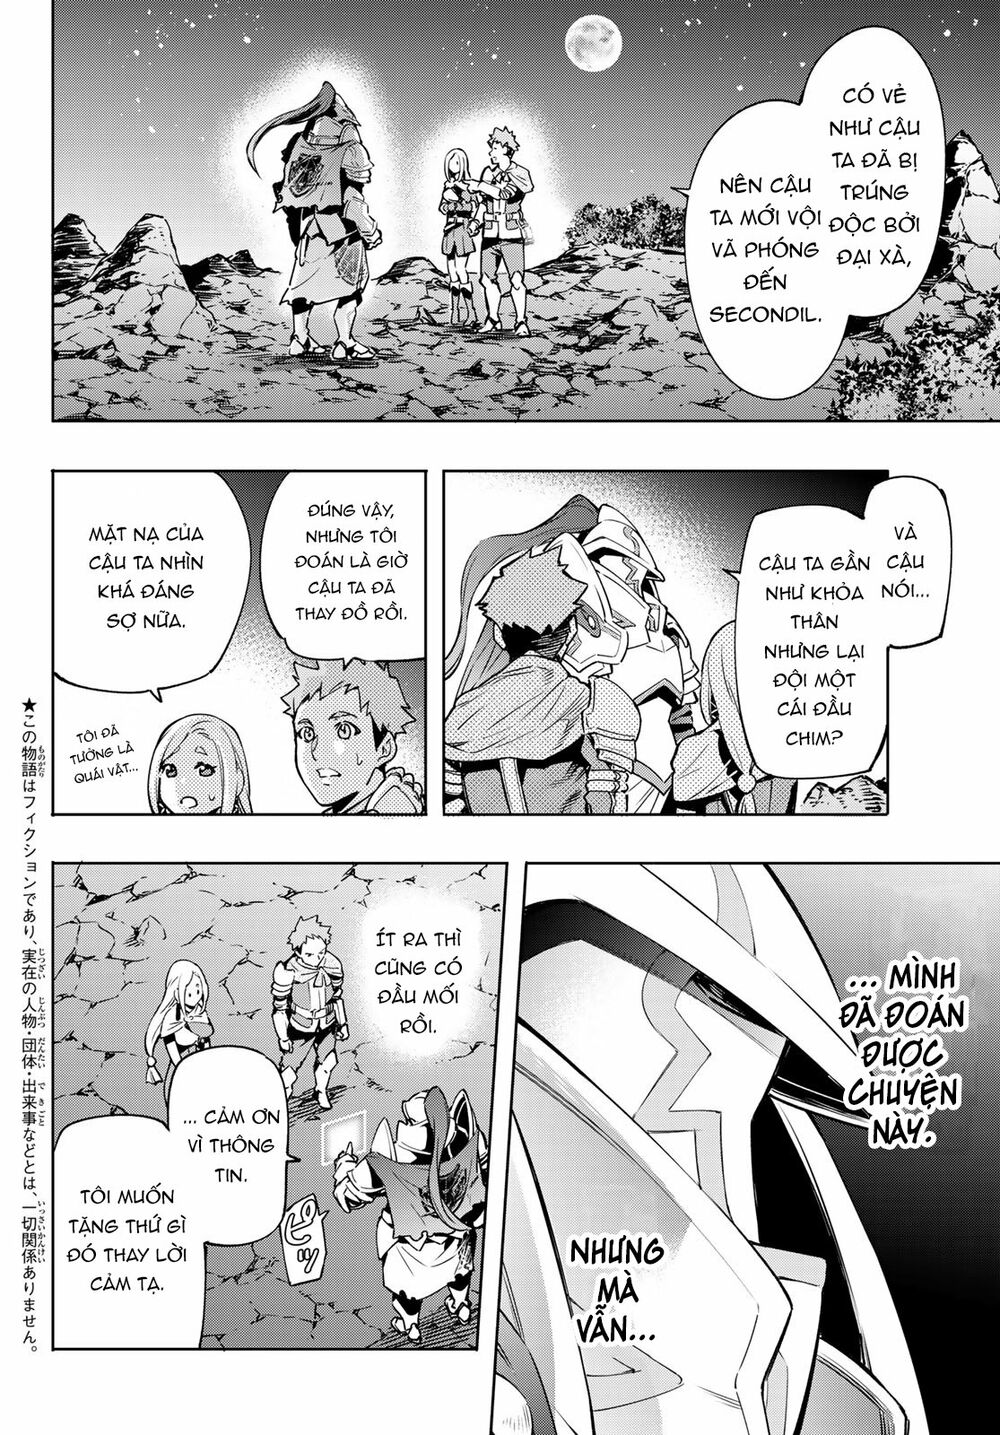 CÓ VẺ
NHƯ CẬU
TA ĐÃ BỊ
TRÚNG
ĐỘC BỞI
ĐẠI XÀ,
NÊN CẬU
TA MỚI VỘI
VÃ PHÓNG
ĐẾN
SECONDIL.
VÀ
CẬU
NÓI...
CẬU TA GẦN
NHƯ KHỎA
THÂN
NHƯNG LẠI
ĐỘI MỘT
CÁI ĐẦU
CHIM?
ĐÚNG VẬY,
NHƯNG TÔI
ĐOÁN LÀ GIỜ
CẬU TA ĐÃ
THAY ĐỒ RỒI.
MẶT NẠ CỦA
CẬU TA NHÌN
KHÁ ĐÁNG
SỢ NỮA.
TÔI ĐÃ
TƯỞNG LÀ
QUÁI VẬT...
... MÌNH
ĐÃ ĐOÁN
ĐƯỢC
CHUYỆN
NÀY.
NHƯNG
MÀ
VẪN...
ÍT RA THÌ
CŨNG CÓ
ĐẦU MỐI
RỒI.
... CẢM ƠN
VÌ THÔNG
TIN.
TÔI MUỐN
TẶNG THỨ GÌ
ĐÓ THAY LỜI
CẢM TẠ.
ピッ
★この物語はフィクションであり、実在の人物・団体・出来事などとは、一切関係ありません。